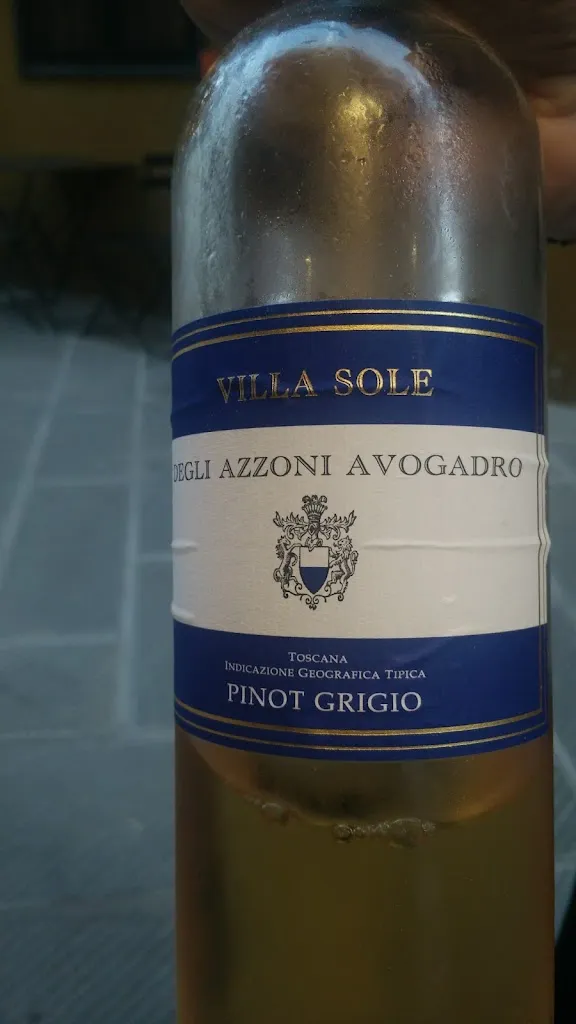 VILLA SOLE
DEGLI AZZONI AVOGADRO
TOSCANA
INDICAZIONE GEOGRAFICA TIPICA
PINOT GRIGIO